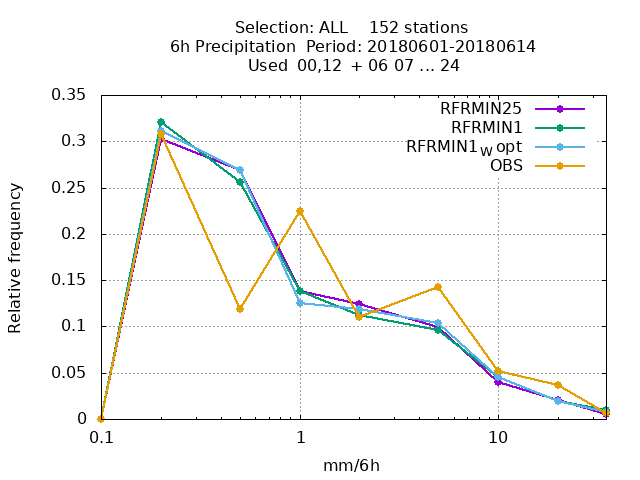 Selection: ALL    152 stations
6h Precipitation  Period: 20180601-20180614
Used  00,12  + 06 07 ... 24
RFRMIN25
RFRMIN1
RFRMIN1W opt
OBS
0.35
0.3
0.25
0.2
0.15
0.1
0.05
0
Relative frequency
0.1 1 10
mm/6h